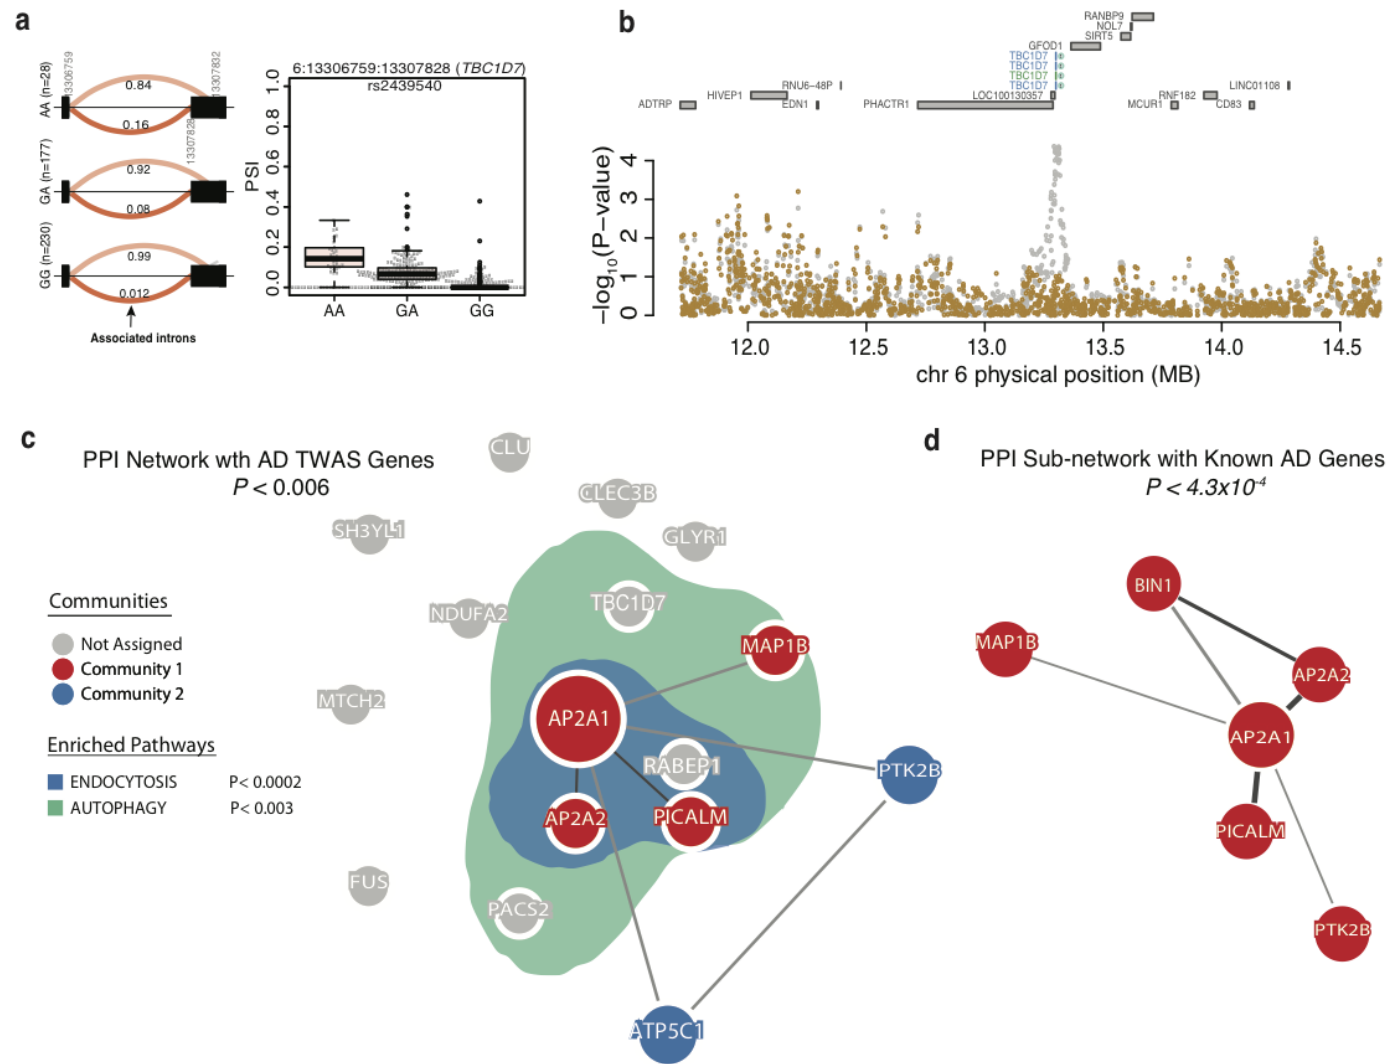 a
AA (n=28)
13306759
13307832
0.84
0.16
13307828
GA (n=177)
0.92
0.08
GG (n=230)
0.99
0.012
Associated introns
6:13306759:13307828 (TBC1D7)
rs2439540
PSI
1.0
0.8
0.6
0.4
0.2
0.0
AA GA GG
b
RANBP9
NOL7
SIRT5
GFOD1
TBC1D7
TBC1D7
TBC1D7
TBC1D7
RNU6-48P
LINC01108
HIVEP1
LOC100130357
RNF182
ADTRP
EDN1
PHACTR1
MCUR1
CD83
−log10(P−value)
4
3
2
1
0
12.0 12.5 13.0 13.5 14.0 14.5
chr 6 physical position (MB)
c
PPI Network wth AD TWAS Genes
P < 0.006
CLU
CLEC3B
SH3YL1
GLYR1
NDUFA2
TBC1D7
MAP1B
MTCH2
AP2A1
RABEP1
PTK2B
AP2A2
PICALM
FUS
PACS2
ATP5C1
Communities
Not Assigned
Community 1
Community 2
Enriched Pathways
ENDOCYTOSIS P< 0.0002
AUTOPHAGY P< 0.003
d
PPI Sub-network with Known AD Genes
P < 4.3x10-4
BIN1
MAP1B
AP2A2
AP2A1
PICALM
PTK2B